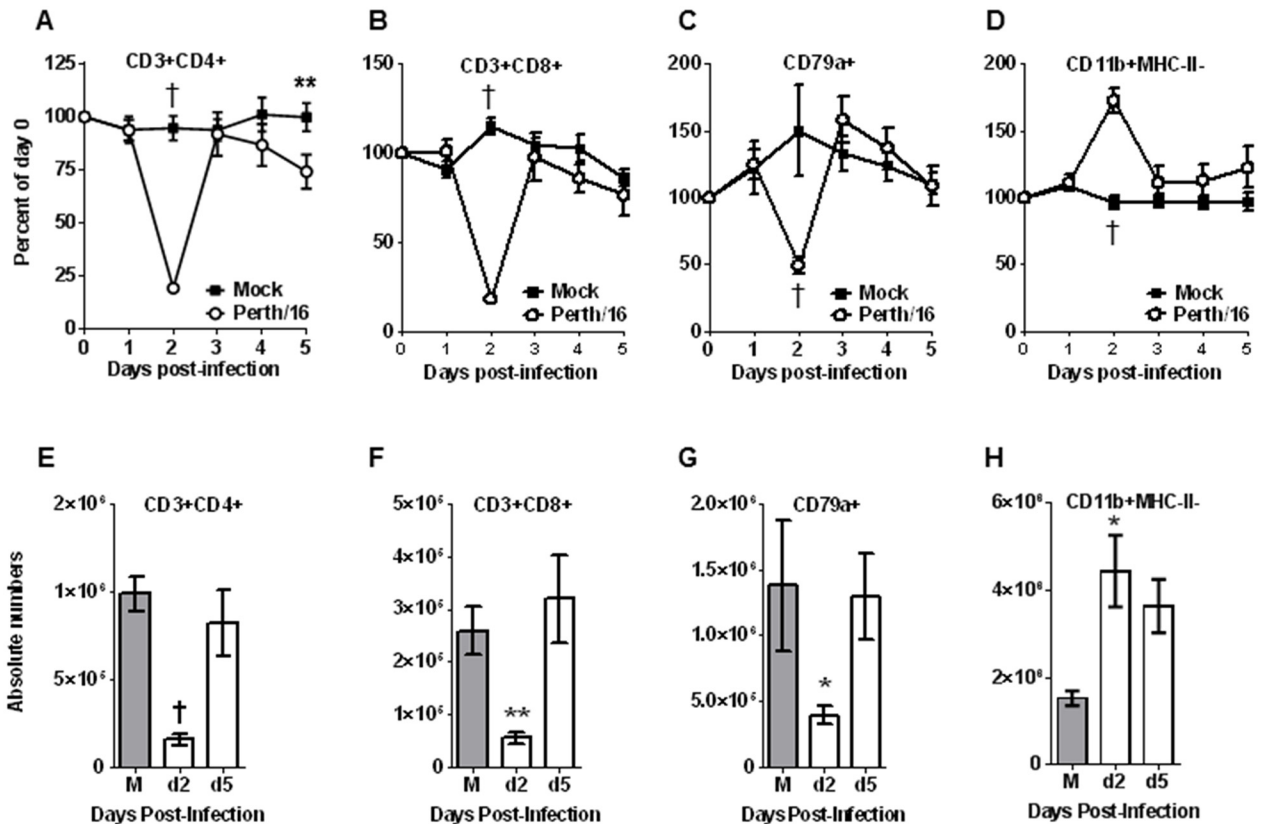 A
CD3+CD4+
Percent of day 0
125
100
75
50
25
0
†
**
Mock
Perth/16
0 1 2 3 4 5
Days post-infection
B
CD3+CD8+
150
100
50
0
†
Mock
Perth/16
0 1 2 3 4 5
Days post-infection
C
CD79a+
200
150
100
50
0
†
Mock
Perth/16
0 1 2 3 4 5
Days post-infection
D
CD11b+MHC-II-
200
150
100
50
0
†
Mock
Perth/16
0 1 2 3 4 5
Days post-infection
E
CD3+CD4+
Absolute numbers
2×10⁶
1×10⁶
0
†
M d2 d5
Days Post-Infection
F
CD3+CD8+
5×10⁶
4×10⁶
3×10⁶
2×10⁶
1×10⁶
0
**
M d2 d5
Days Post-Infection
G
CD79a+
2.0×10⁶
1.5×10⁶
1.0×10⁶
0
*
M d2 d5
Days Post-Infection
H
CD11b+MHC-II-
6×10⁶
4×10⁶
2×10⁶
0
*
M d2 d5
Days Post-Infection